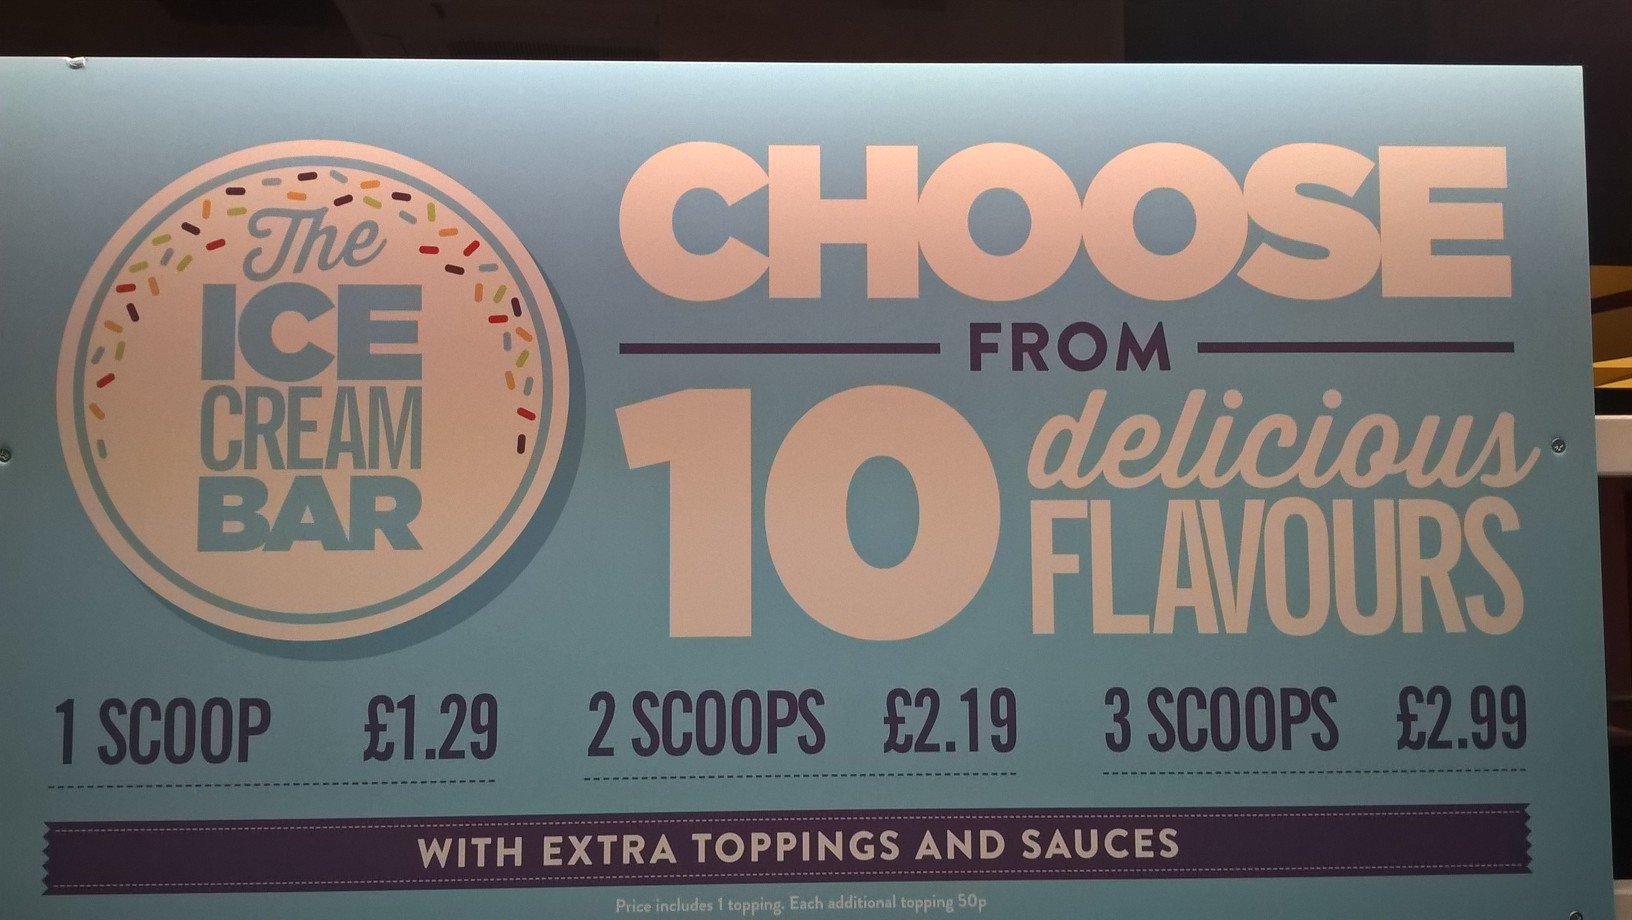 The
ICE
CREAM
BAR
CHOOSE
FROM
10 delicious
FLAVOURS
1 SCOOP £1.29 2 SCOOPS £2.19 3 SCOOPS £2.99
WITH EXTRA TOPPINGS AND SAUCES
Price includes 1 topping. Each additional topping 50p